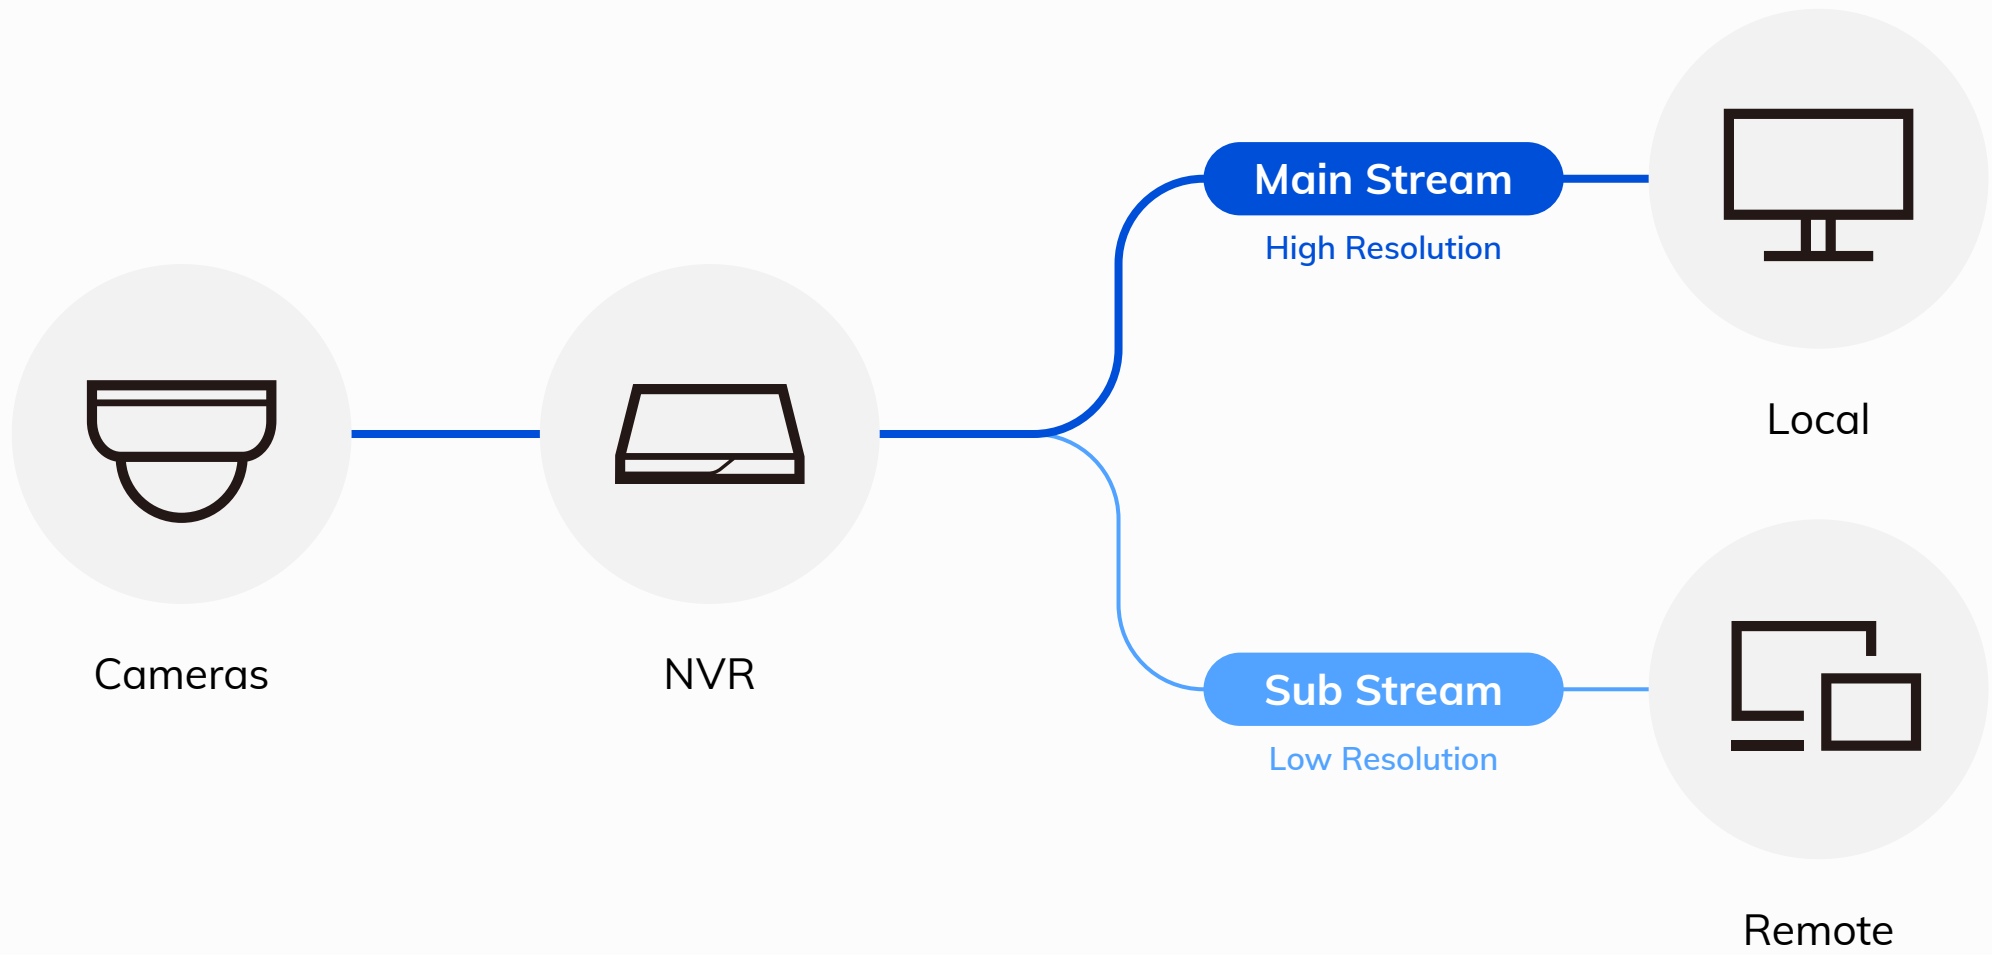 Cameras
NVR
Main Stream
High Resolution
Local
Sub Stream
Low Resolution
Remote